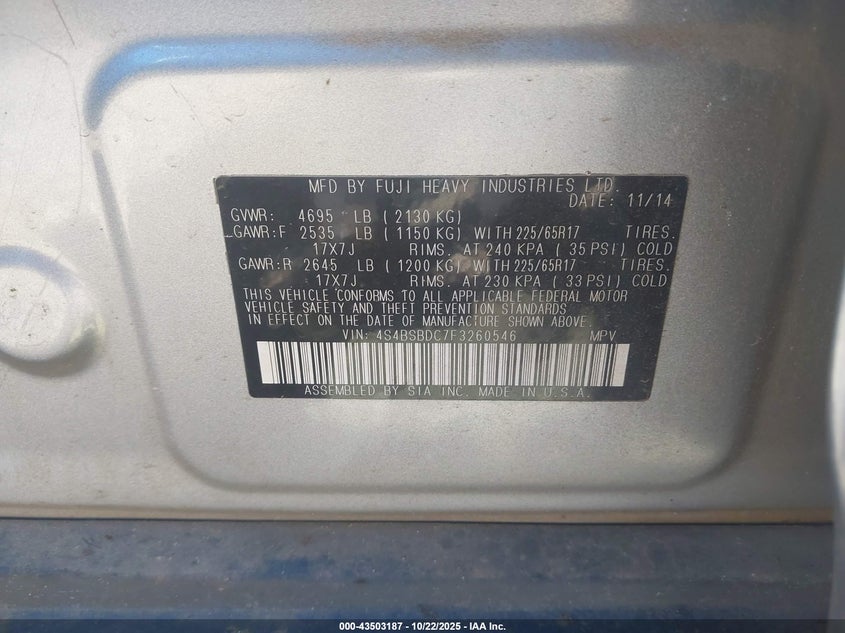 MFD BY FUJI HEAVY INDUSTRIES LTD.
DATE: 11/14
GVWR: 4695 LB ( 2130 KG)
GAWR:F 2535 LB ( 1150 KG) WITH 225/65R17 TIRES.
17X7J RIMS. AT 240 KPA ( 35 PSI) COLD
GAWR:R 2645 LB ( 1200 KG) WITH 225/65R17 TIRES.
17X7J RIMS. AT 230 KPA ( 33 PSI) COLD
THIS VEHICLE CONFORMS TO ALL APPLICABLE FEDERAL MOTOR
VEHICLE SAFETY AND THEFT PREVENTION STANDARDS
IN EFFECT ON THE DATE OF MANUFACTURE SHOWN ABOVE.
VIN: 4S4BSBDC7F3260546 MPV
ASSEMBLED BY SIA INC. MADE IN U.S.A.
000-43503187 - 10/22/2025 - IAA Inc.